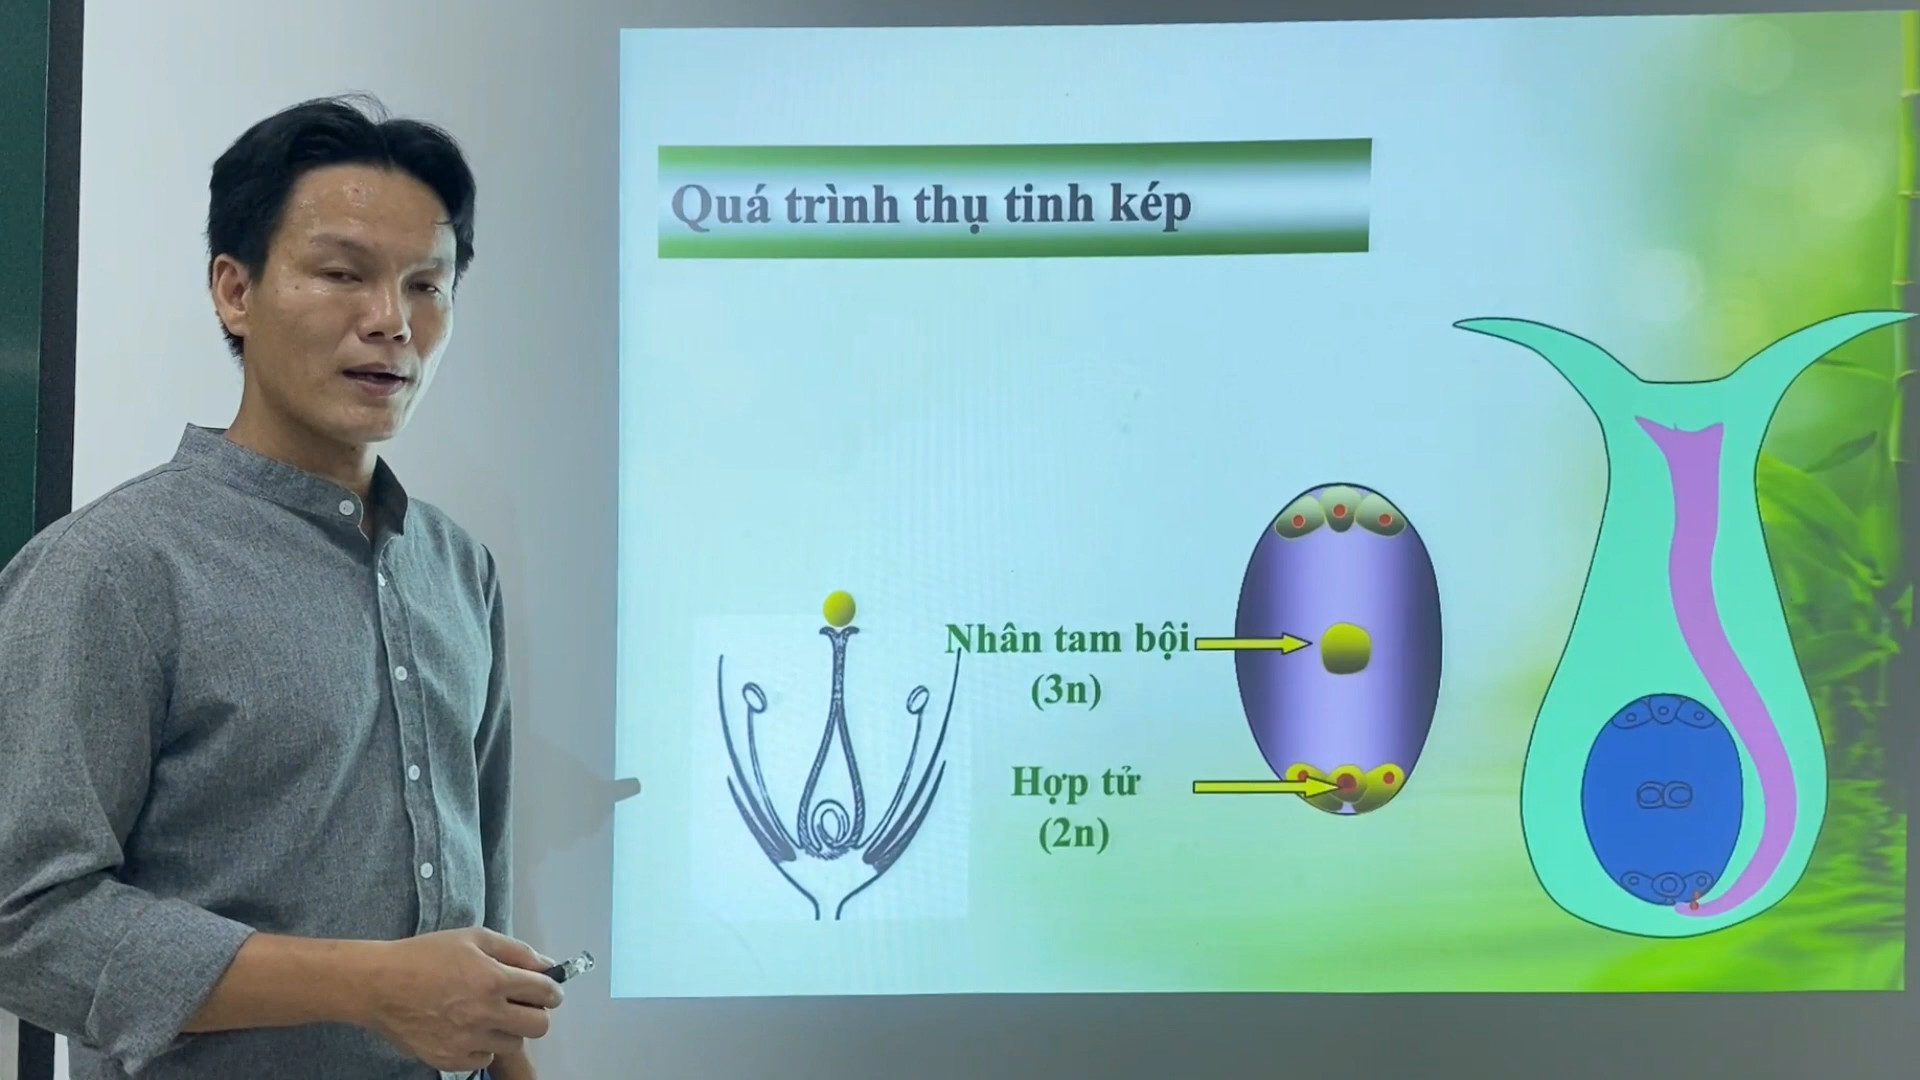 Quá trình thụ tinh kép
Nhân tam bội
(3n)
Hợp tử
(2n)